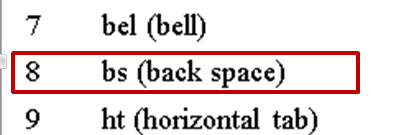 7 bel (bell)
8 bs (back space)
9 ht (horizontal tab)